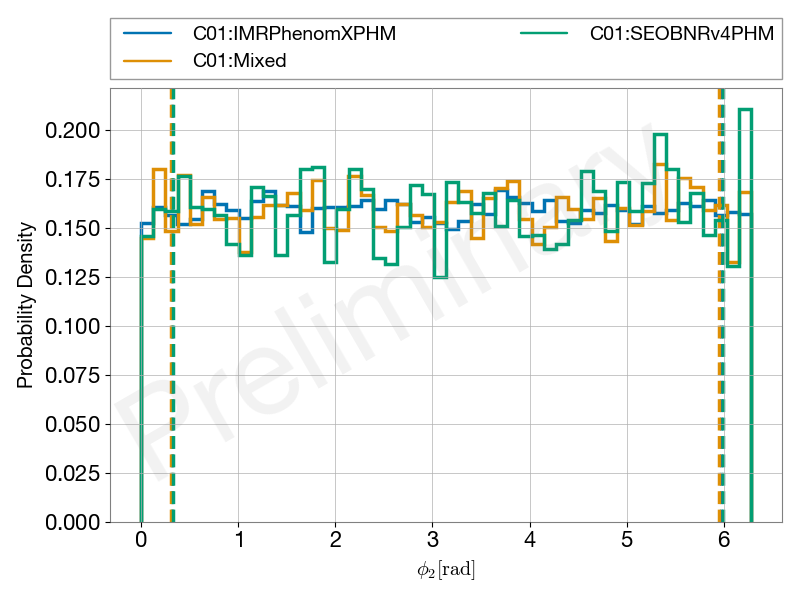 C01:IMRPhenomXPHM
C01:Mixed
C01:SEOBNRv4PHM
Preliminary
Probability Density
0.200
0.175
0.150
0.125
0.100
0.075
0.050
0.025
0.000
0 1 2 3 4 5 6
ϕ₂[rad]